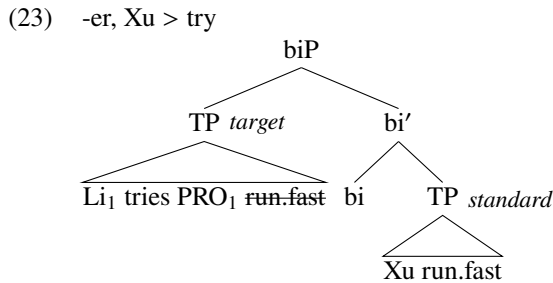 (23) -er, Xu > try
biP
TP target bi′
Li₁ tries PRO₁ run.fast bi TP standard
Xu run.fast